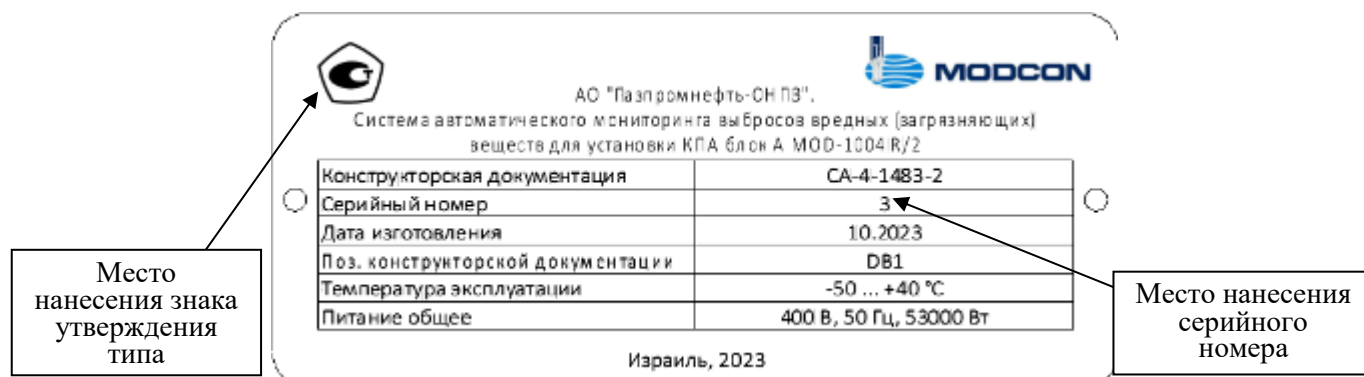 MODCON
АО "Газпромнефть-ОНПЗ".
Система автоматического мониторинга выбросов вредных (загрязняющих)
веществ для установки КПА блок А MOD-1004 R/2
Конструкторская документация СА-4-1483-2
Серийный номер 3
Дата изготовления 10.2023
Поз. конструкторской документации DB1
Температура эксплуатации -50 ... +40 °C
Питание общее 400 В, 50 Гц, 53000 Вт
Израиль, 2023
Место
нанесения знака
утверждения
типа
Место нанесения
серийного
номера